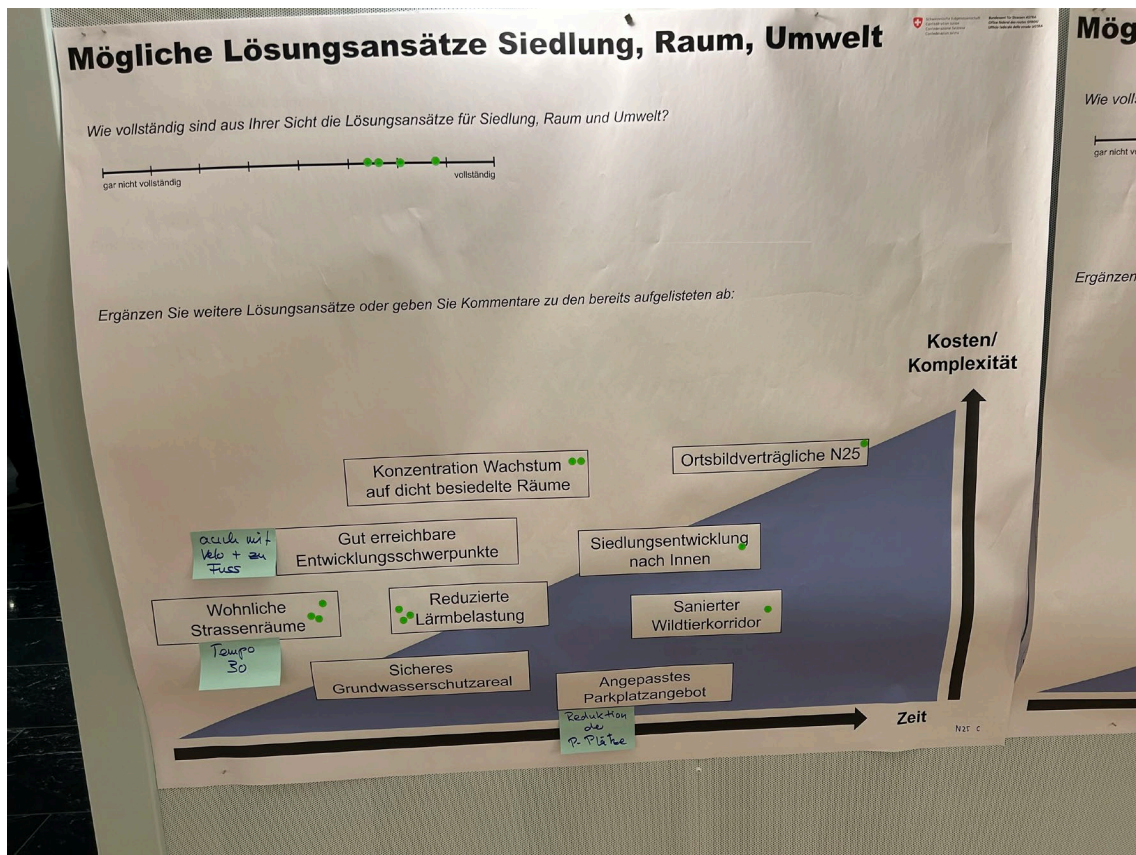 Mögliche Lösungsansätze Siedlung, Raum, Umwelt
Wie vollständig sind aus Ihrer Sicht die Lösungsansätze für Siedlung, Raum und Umwelt?
gar nicht vollständig
vollständig
Ergänzen Sie weitere Lösungsansätze oder geben Sie Kommentare zu den bereits aufgelisteten ab:
Kosten/
Komplexität
Konzentration Wachstum
auf dicht besiedelte Räume
Ortsbildverträgliche N25
auch mit
Velo + zu
Fuss
Gut erreichbare
Entwicklungsschwerpunkte
Siedlungsentwicklung
nach Innen
Wohnliche
Strassenräume
Reduzierte
Lärmbelastung
Sanierter
Wildtierkorridor
Tempo
30
Sicheres
Grundwasserschutzareal
Angepasstes
Parkplatzangebot
Reduktion
der
P-Plätze
Zeit
N25 C
Mög
Wie voll
gar nicht v
Ergänzen